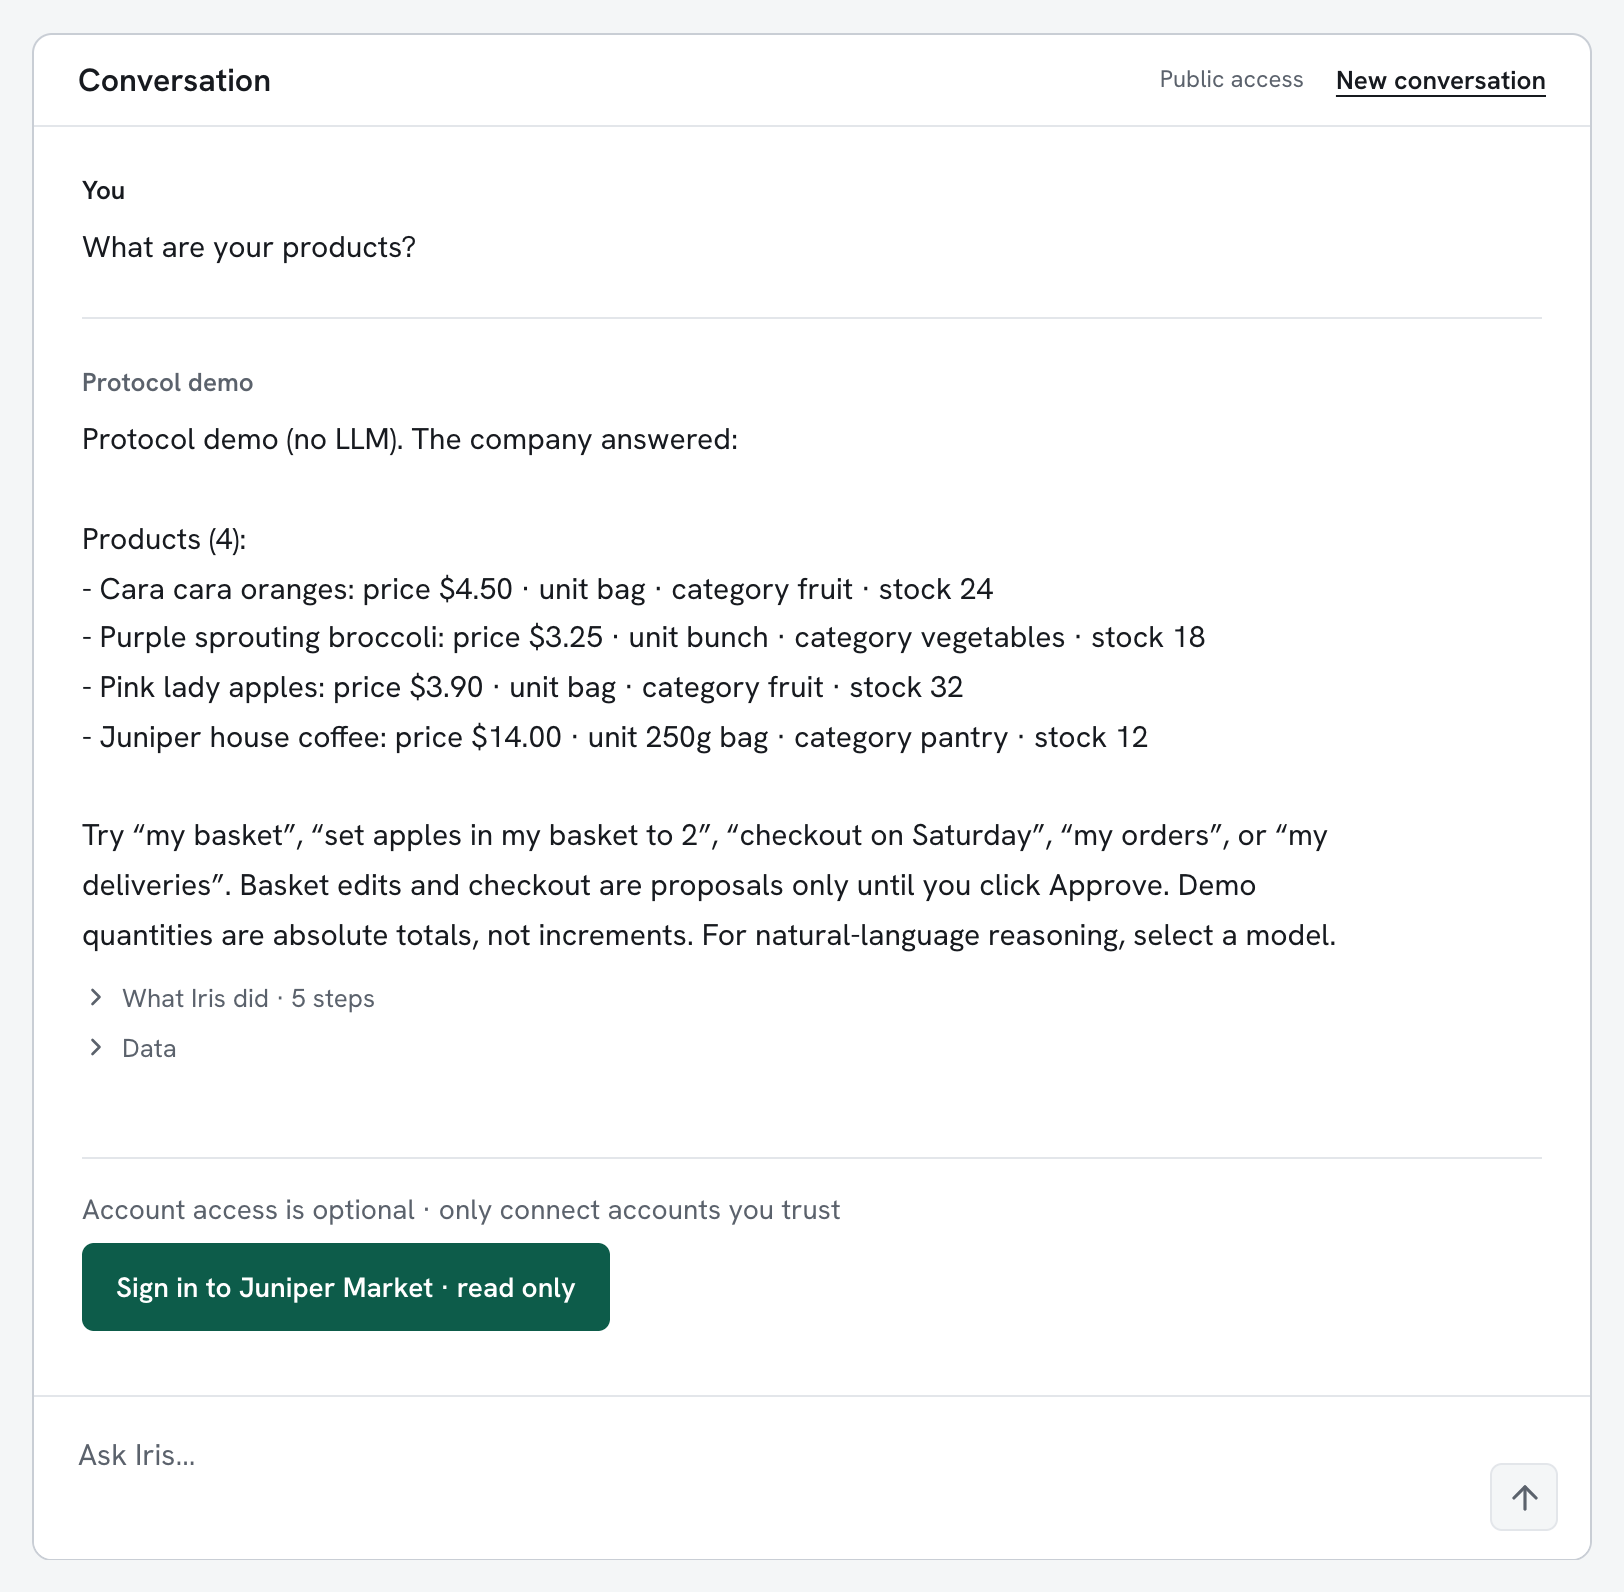 Conversation
Public access
New conversation
You
What are your products?
Protocol demo
Protocol demo (no LLM). The company answered:
Products (4):
- Cara cara oranges: price $4.50 · unit bag · category fruit · stock 24
- Purple sprouting broccoli: price $3.25 · unit bunch · category vegetables · stock 18
- Pink lady apples: price $3.90 · unit bag · category fruit · stock 32
- Juniper house coffee: price $14.00 · unit 250g bag · category pantry · stock 12
Try “my basket”, “set apples in my basket to 2”, “checkout on Saturday”, “my orders”, or “my
deliveries”. Basket edits and checkout are proposals only until you click Approve. Demo
quantities are absolute totals, not increments. For natural-language reasoning, select a model.
What Iris did · 5 steps
Data
Account access is optional · only connect accounts you trust
Sign in to Juniper Market · read only
Ask Iris...